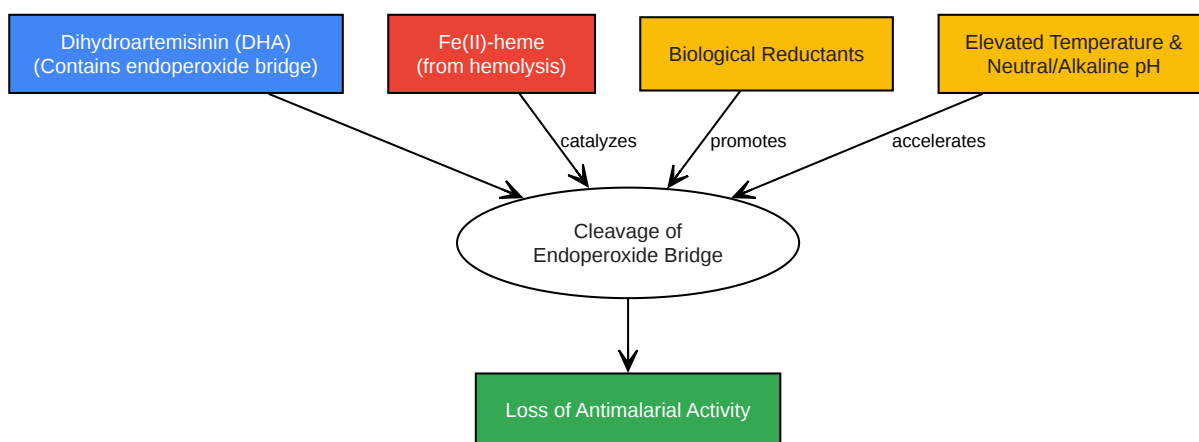 Dihydroartemisinin (DHA)
(Contains endoperoxide bridge)
Fe(II)-heme
(from hemolysis)
Biological Reductants
Elevated Temperature &
Neutral/Alkaline pH
catalyzes
promotes
accelerates
Cleavage of
Endoperoxide Bridge
Loss of Antimalarial Activity